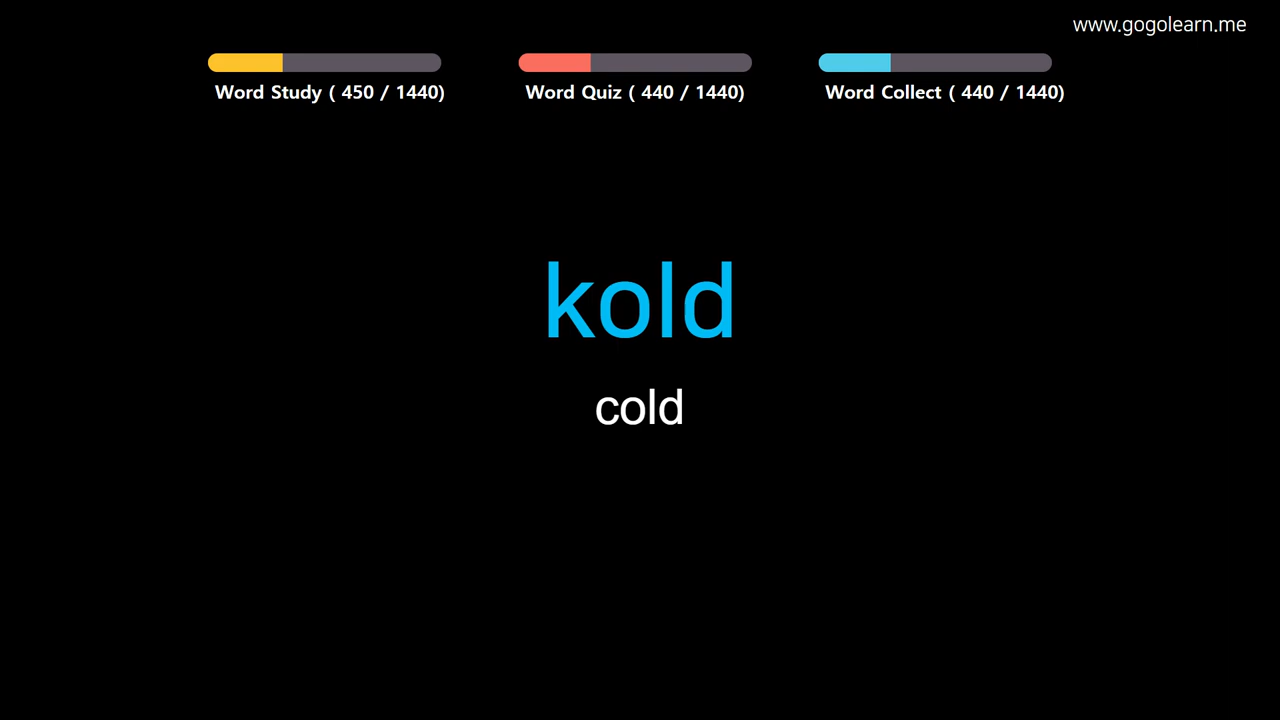 www.gogolearn.me
Word Study ( 450 / 1440)
Word Quiz ( 440 / 1440)
Word Collect ( 440 / 1440)
kold
cold